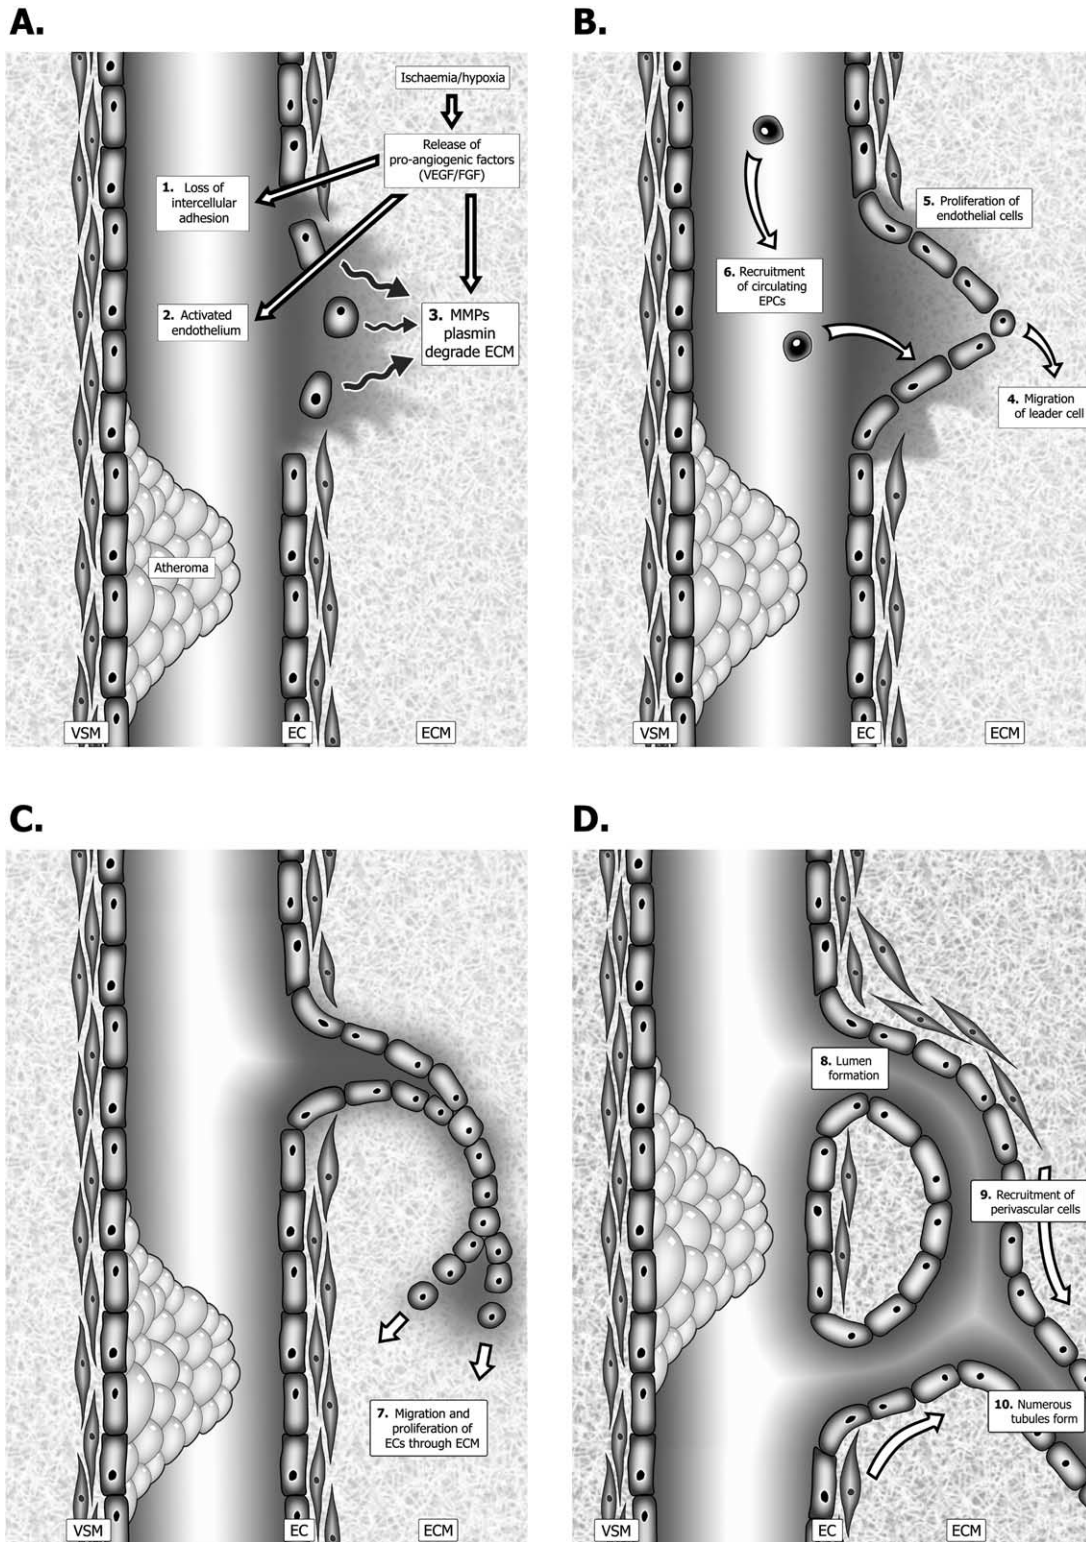 A.
Ischaemia/hypoxia
Release of
pro-angiogenic factors
(VEGF/FGF)
1. Loss of
intercellular
adhesion
2. Activated
endothelium
3. MMPs
plasmin
degrade ECM
Atheroma
VSM
EC
ECM
B.
5. Proliferation of
endothelial cells
6. Recruitment
of circulating
EPCs
4. Migration
of leader cell
VSM
EC
ECM
C.
7. Migration and
proliferation of
ECs through ECM
VSM
EC
ECM
D.
8. Lumen
formation
9. Recruitment of
perivascular cells
10. Numerous
tubules form
VSM
EC
ECM